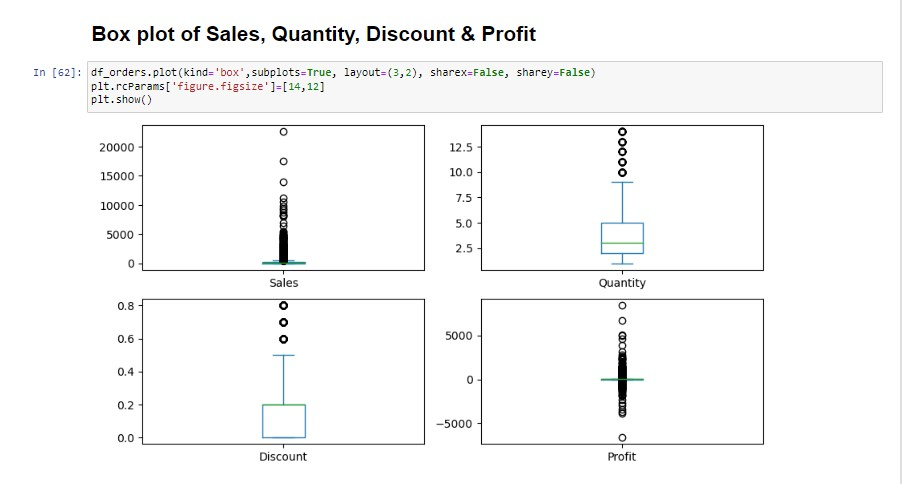 Box plot of Sales, Quantity, Discount & Profit
In [62]: df_orders.plot(kind='box',subplots=True, layout=(3,2), sharex=False, sharey=False)
plt.rcParams['figure.figsize']=[14,12]
plt.show()
20000
15000
10000
5000
0
Sales
12.5
10.0
7.5
5.0
2.5
Quantity
0.8
0.6
0.4
0.2
0.0
Discount
5000
0
−5000
Profit